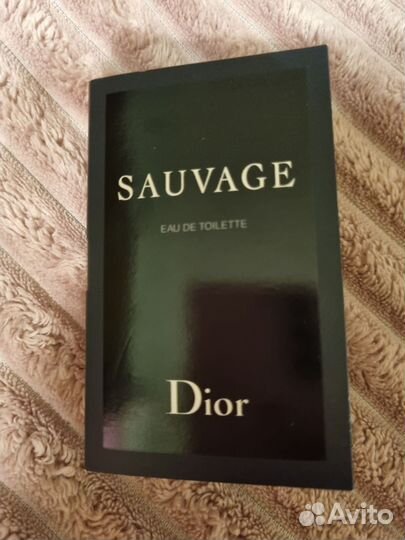 SAUVAGE
EAU DE TOILETTE
Dior
Avito